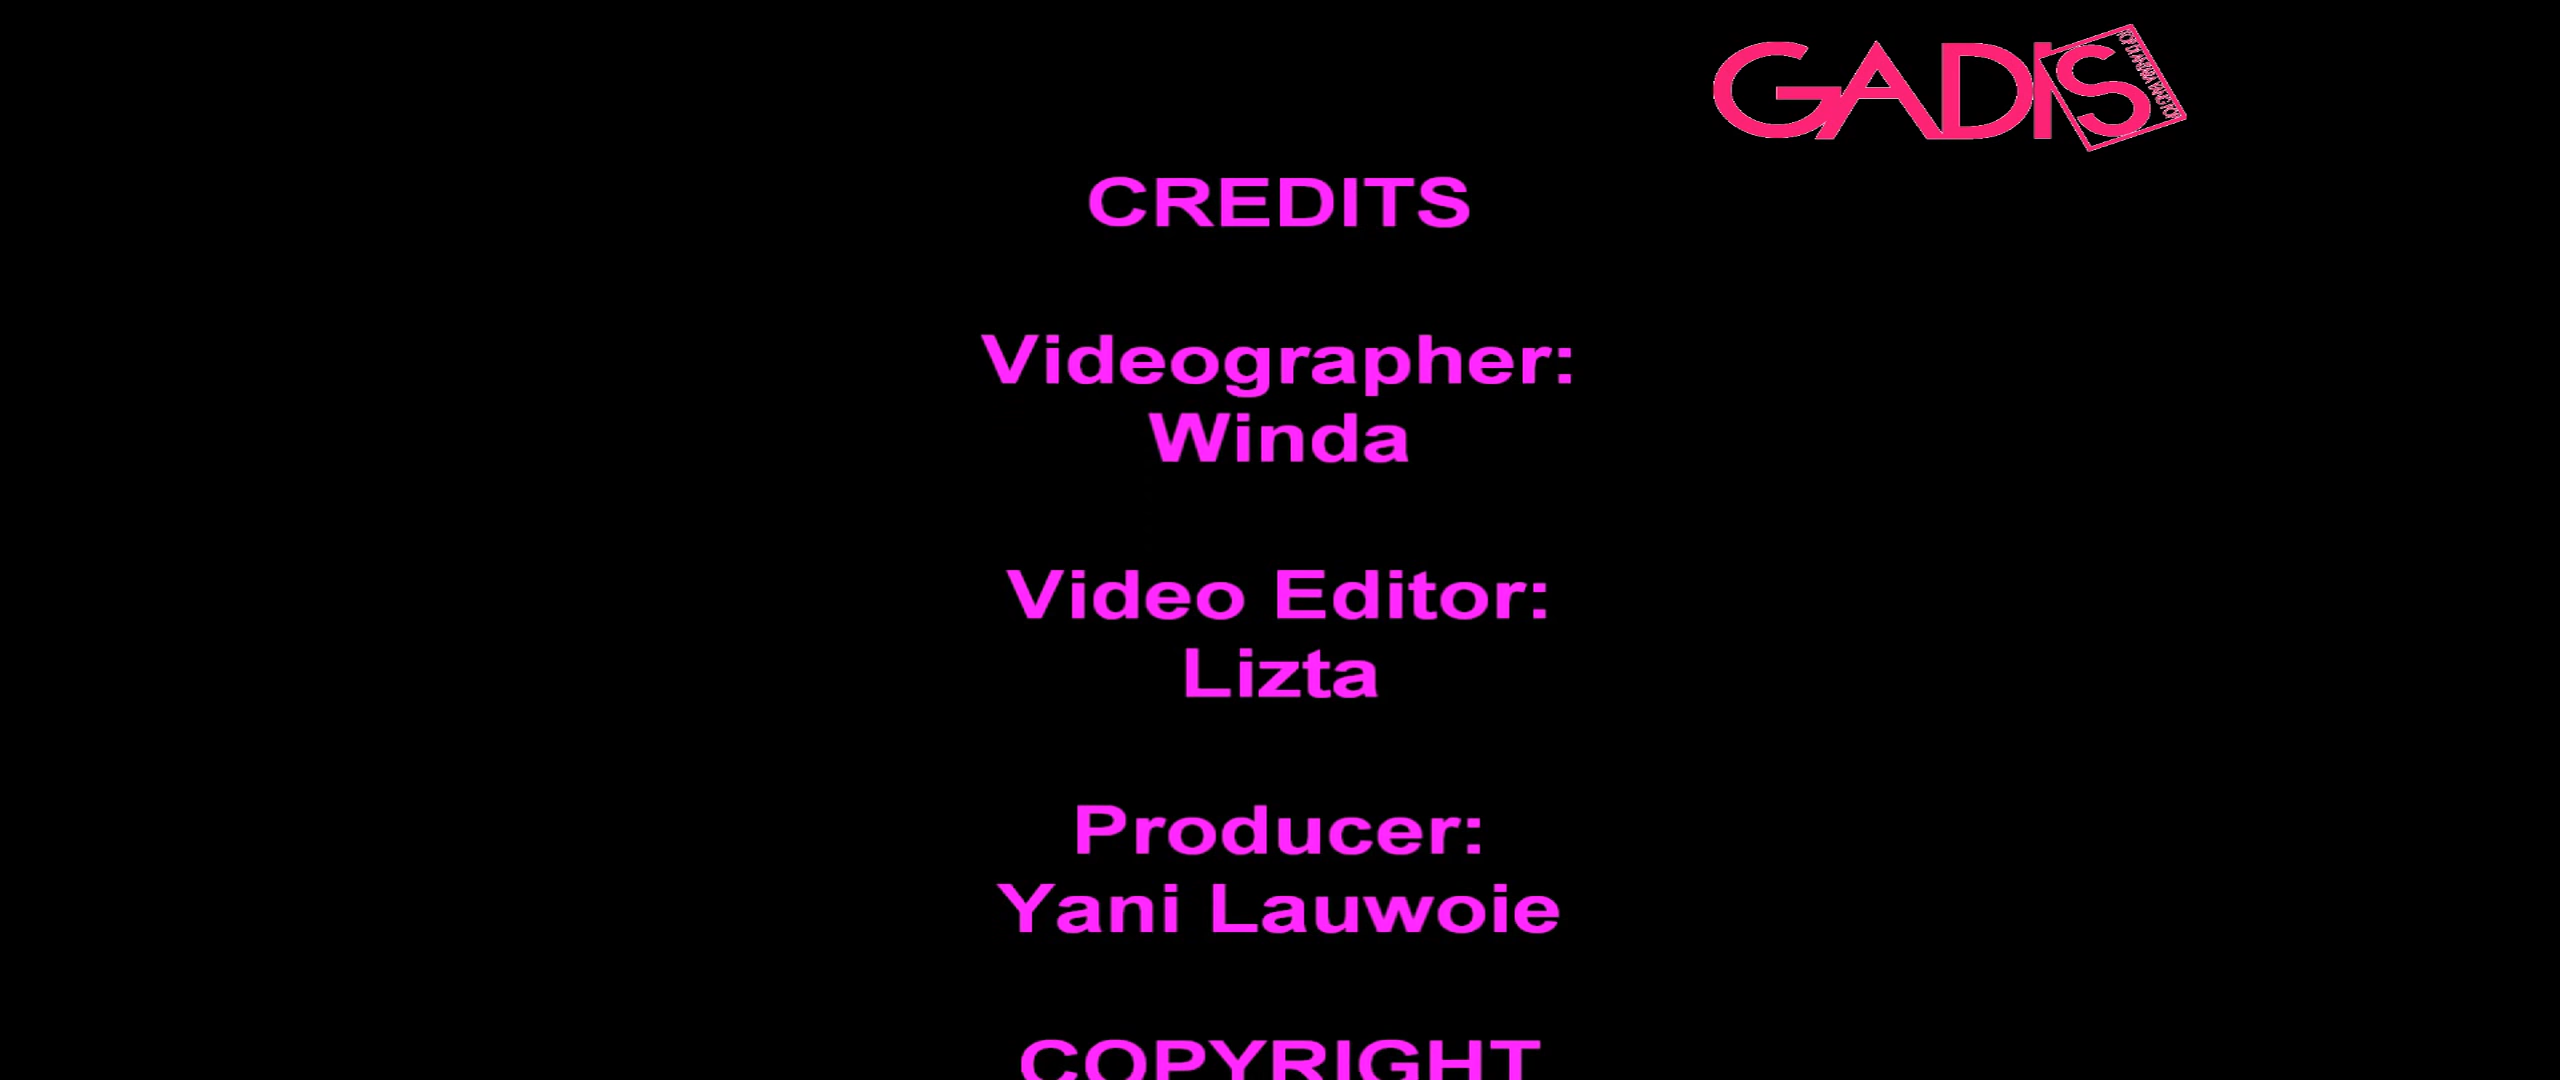 GADIS
CREDITS
Videographer:
Winda
Video Editor:
Lizta
Producer:
Yani Lauwoie
COPYRIGHT